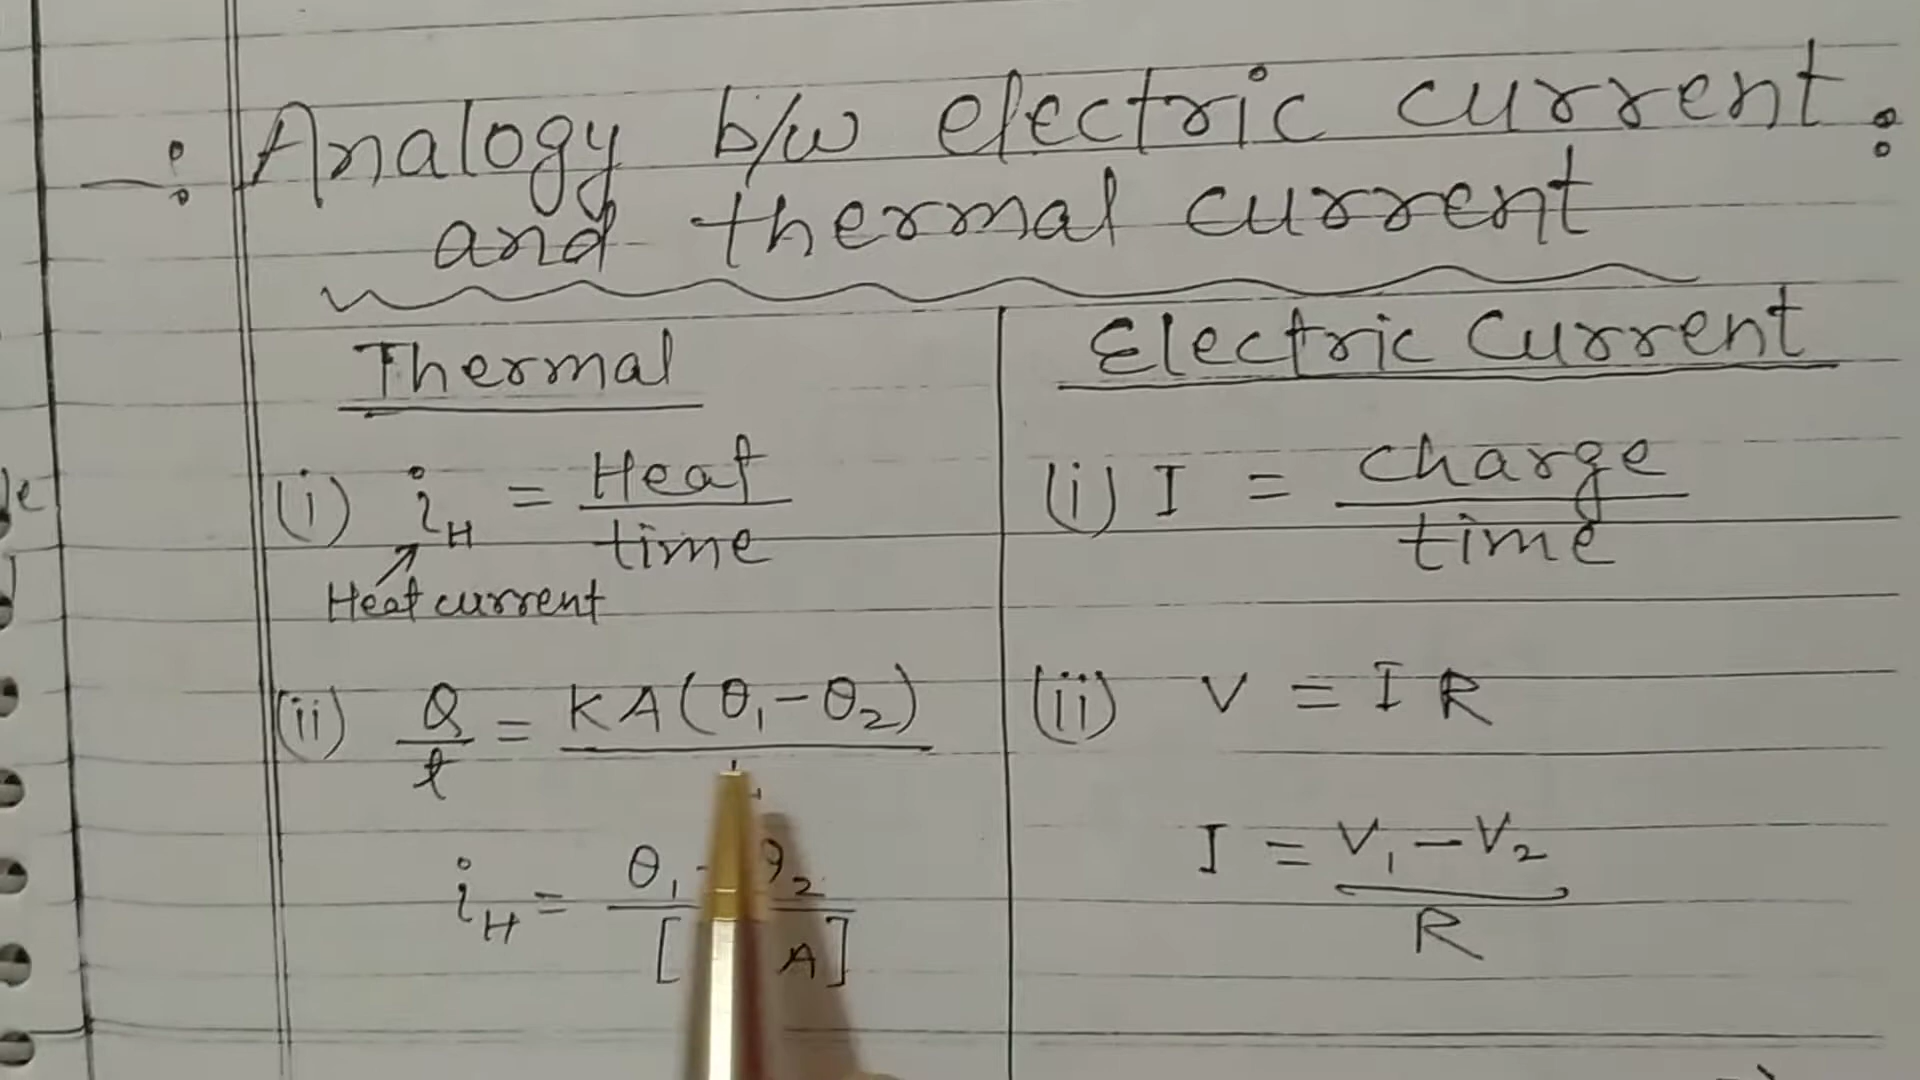 -: Analogy b/w electric current :
and thermal current
Thermal
(i) iH = Heat / time
Heat current
(ii) Q / t = KA(θ1-θ2)
iH = θ1 - θ2 / [ A]
Electric Current
(i) I = charge / time
(ii) V = IR
I = V1-V2 / R